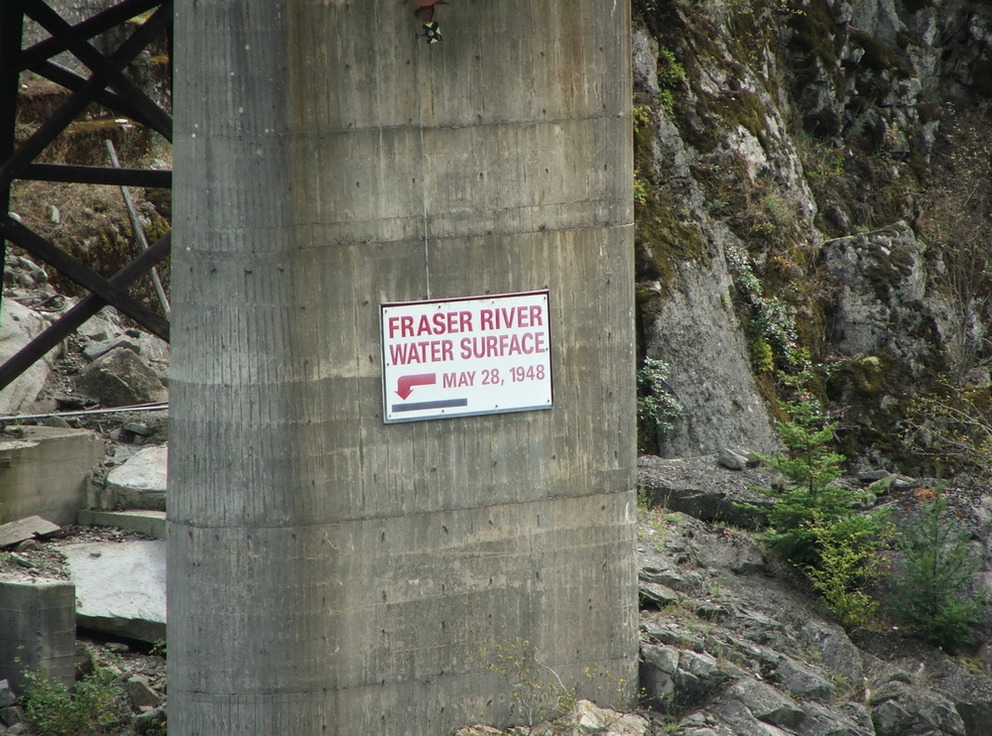 FRASER RIVER
WATER SURFACE
MAY 28, 1948